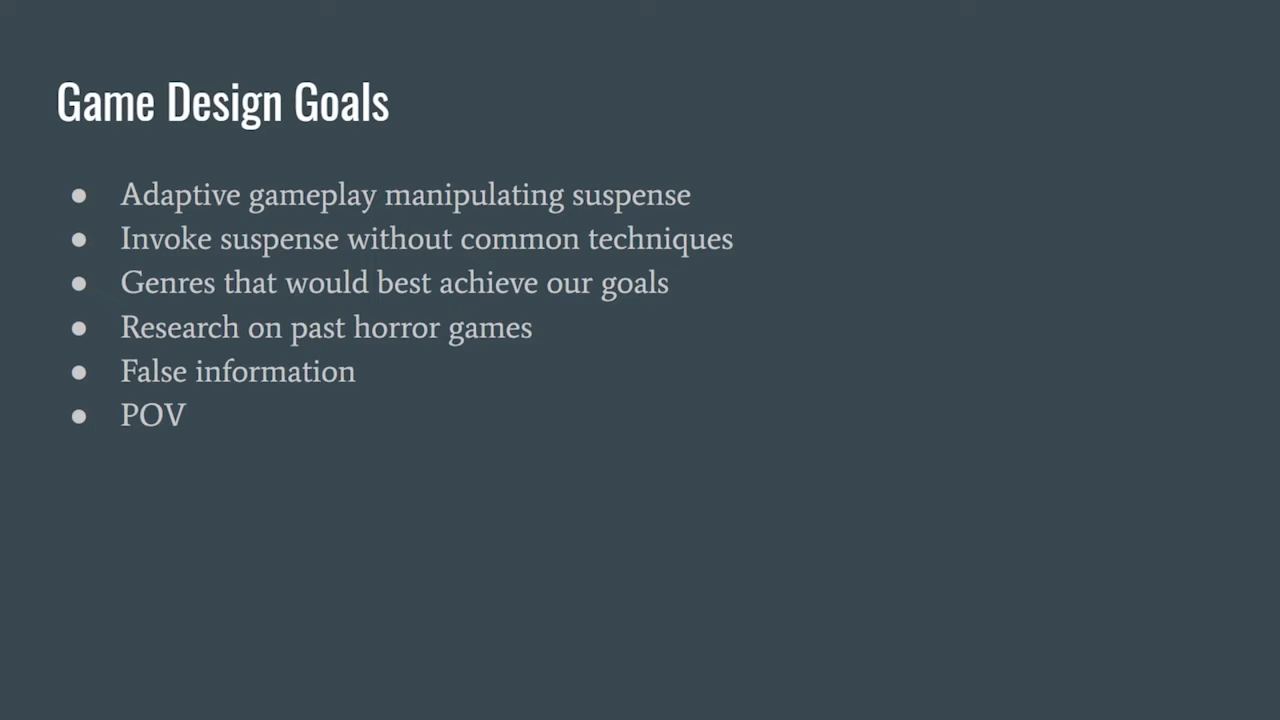 Game Design Goals
● Adaptive gameplay manipulating suspense
● Invoke suspense without common techniques
● Genres that would best achieve our goals
● Research on past horror games
● False information
● POV